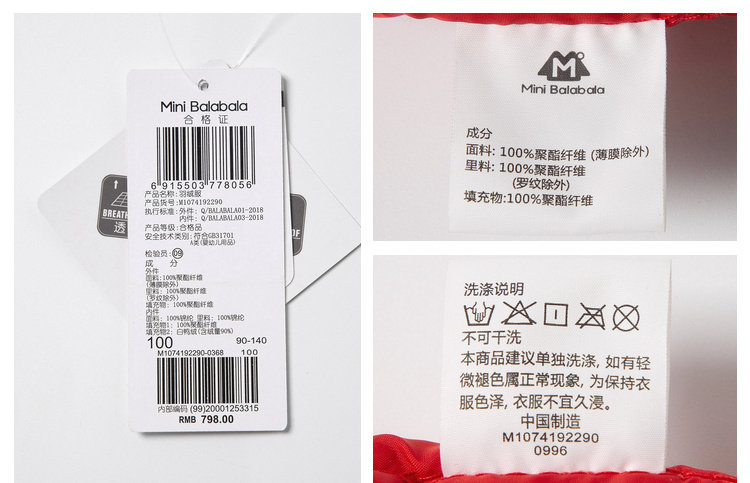 Mini Balabala
合格证
6 915503 778056
产品名称：羽绒服
产品货号：M1074192290
执行标准：外件：Q/BALABALA01-2018
内件：Q/BALABALA03-2018
产品等级：合格品
安全技术类别：符合GB31701
A类(婴幼儿用品)
检验员：09
成 分
外件
面料：100%聚酯纤维
(薄膜除外)
里料：100%聚酯纤维
(罗纹除外)
填充物：100%聚酯纤维
内件
面料：100%锦纶 里料：100%锦纶
填充物1：100%聚酯纤维
填充物2：白鸭绒(含绒量90%)
100 90-140
M1074192290-0368 100
内部编码 (99)20001253315
RMB 798.00
BREATH
透
OF
M
Mini Balabala
成分
面料: 100%聚酯纤维 (薄膜除外)
里料: 100%聚酯纤维
(罗纹除外)
填充物:100%聚酯纤维
洗涤说明
不可干洗
本商品建议单独洗涤, 如有轻
微褪色属正常现象, 为保持衣
服色泽, 衣服不宜久浸。
中国制造
M1074192290
0996